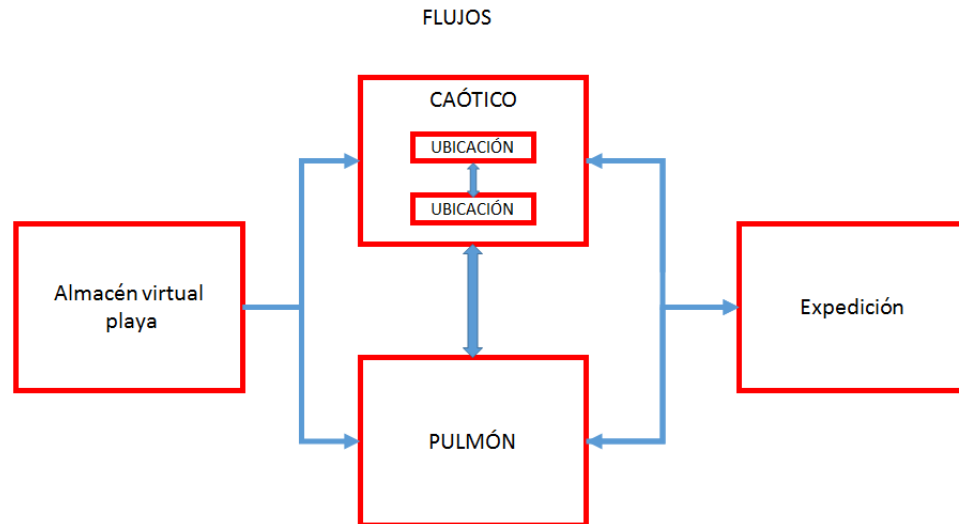 FLUJOS
CAÓTICO
UBICACIÓN
UBICACIÓN
Almacén virtual
playa
Expedición
PULMÓN